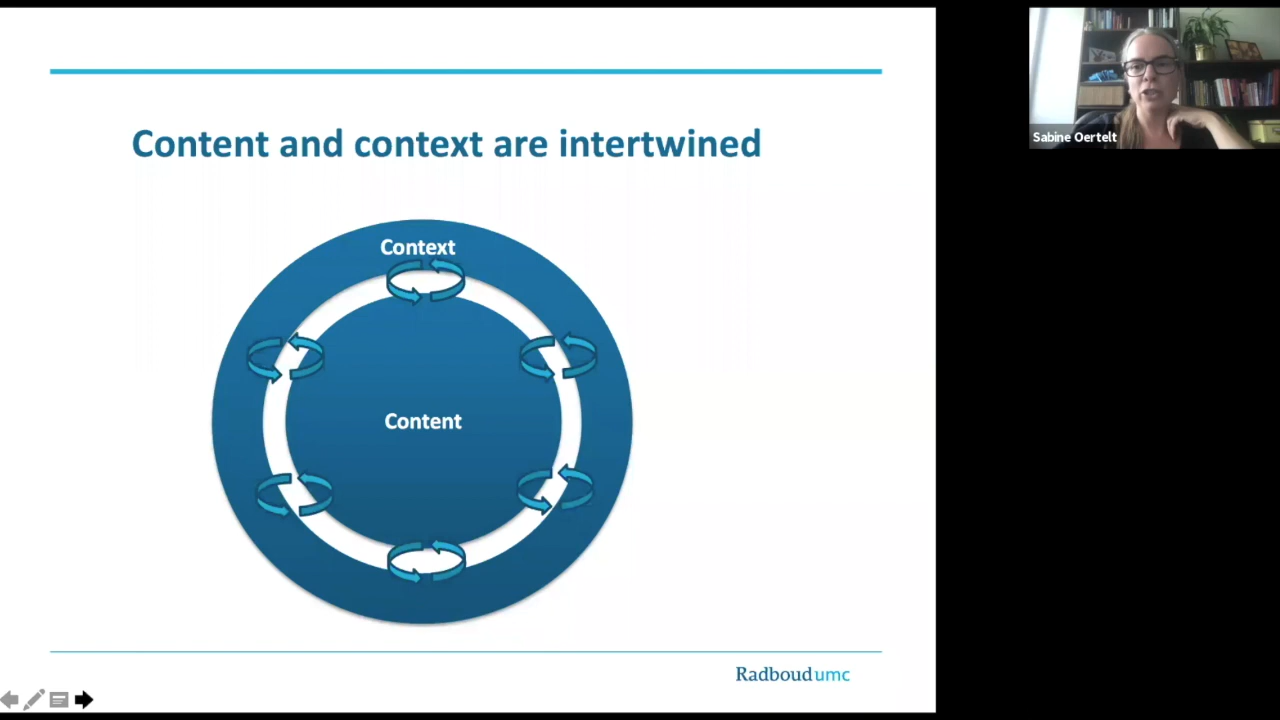 Content and context are intertwined
Context
Content
Radboudumc
Sabine Oertelt